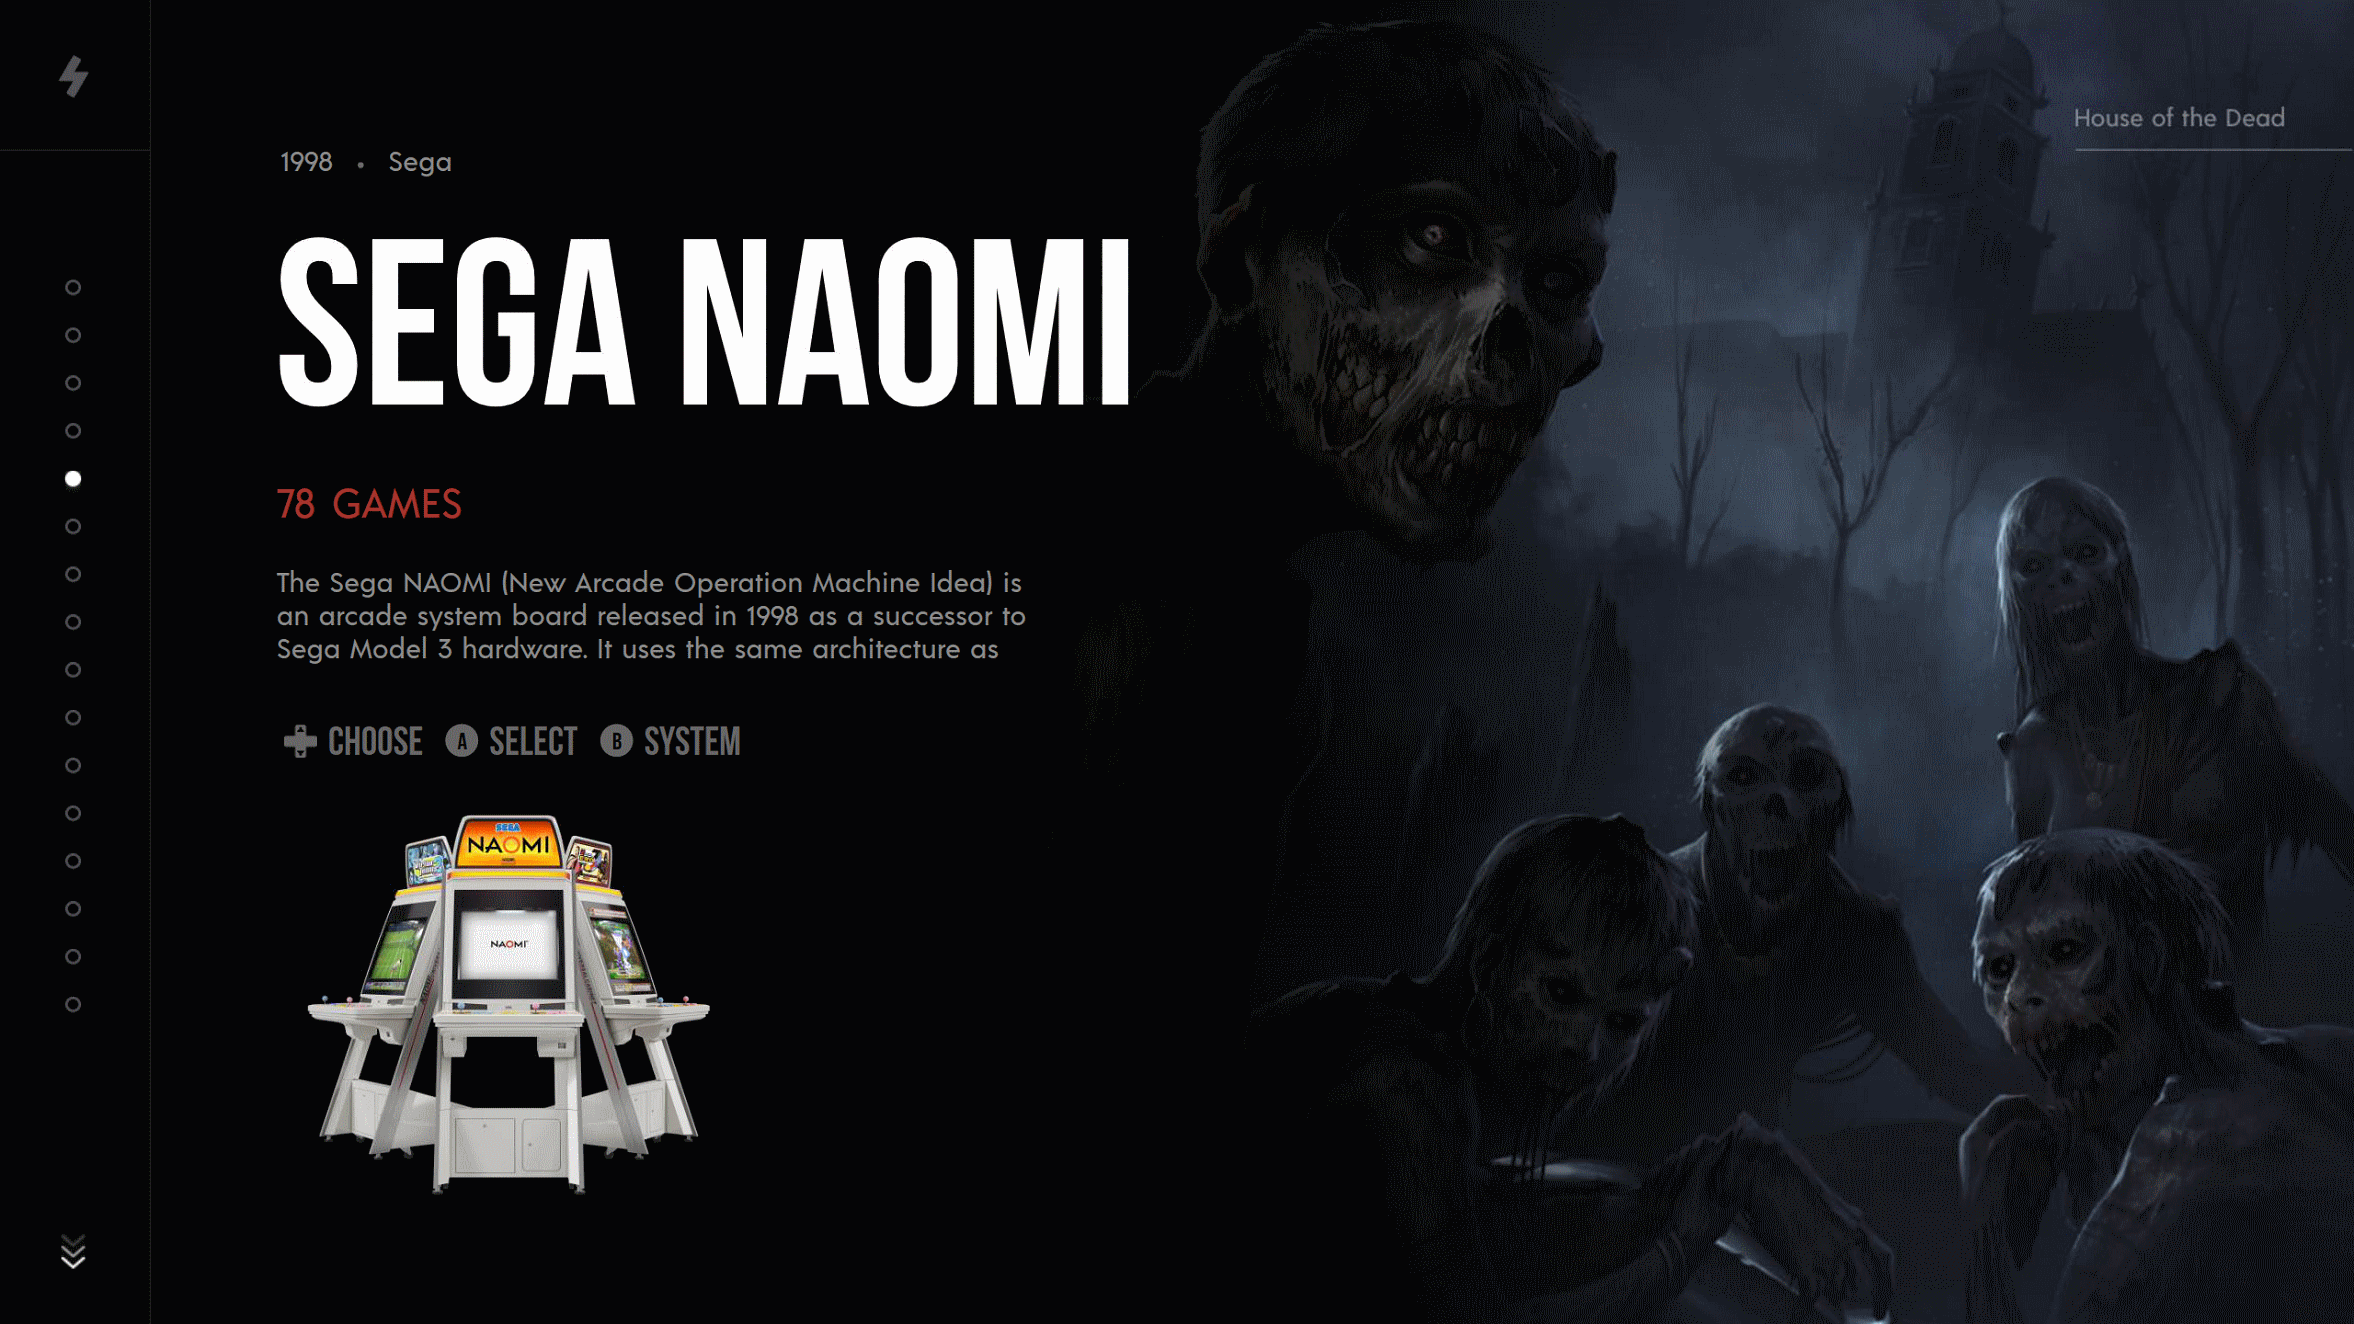 House of the Dead
1998 • Sega
SEGA NAOMI
78 GAMES
The Sega NAOMI (New Arcade Operation Machine Idea) is
an arcade system board released in 1998 as a successor to
Sega Model 3 hardware. It uses the same architecture as
CHOOSE A SELECT B SYSTEM
SEGA
NAOMI
NAOMI